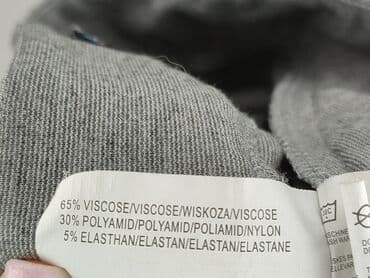 65% VISCOSE/VISCOSE/WISKOZA/VISCOSE
30% POLYAMID/POLYAMID/POLIAMID/NYLON
5% ELASTHAN/ELASTAN/ELASTAN/ELASTANE